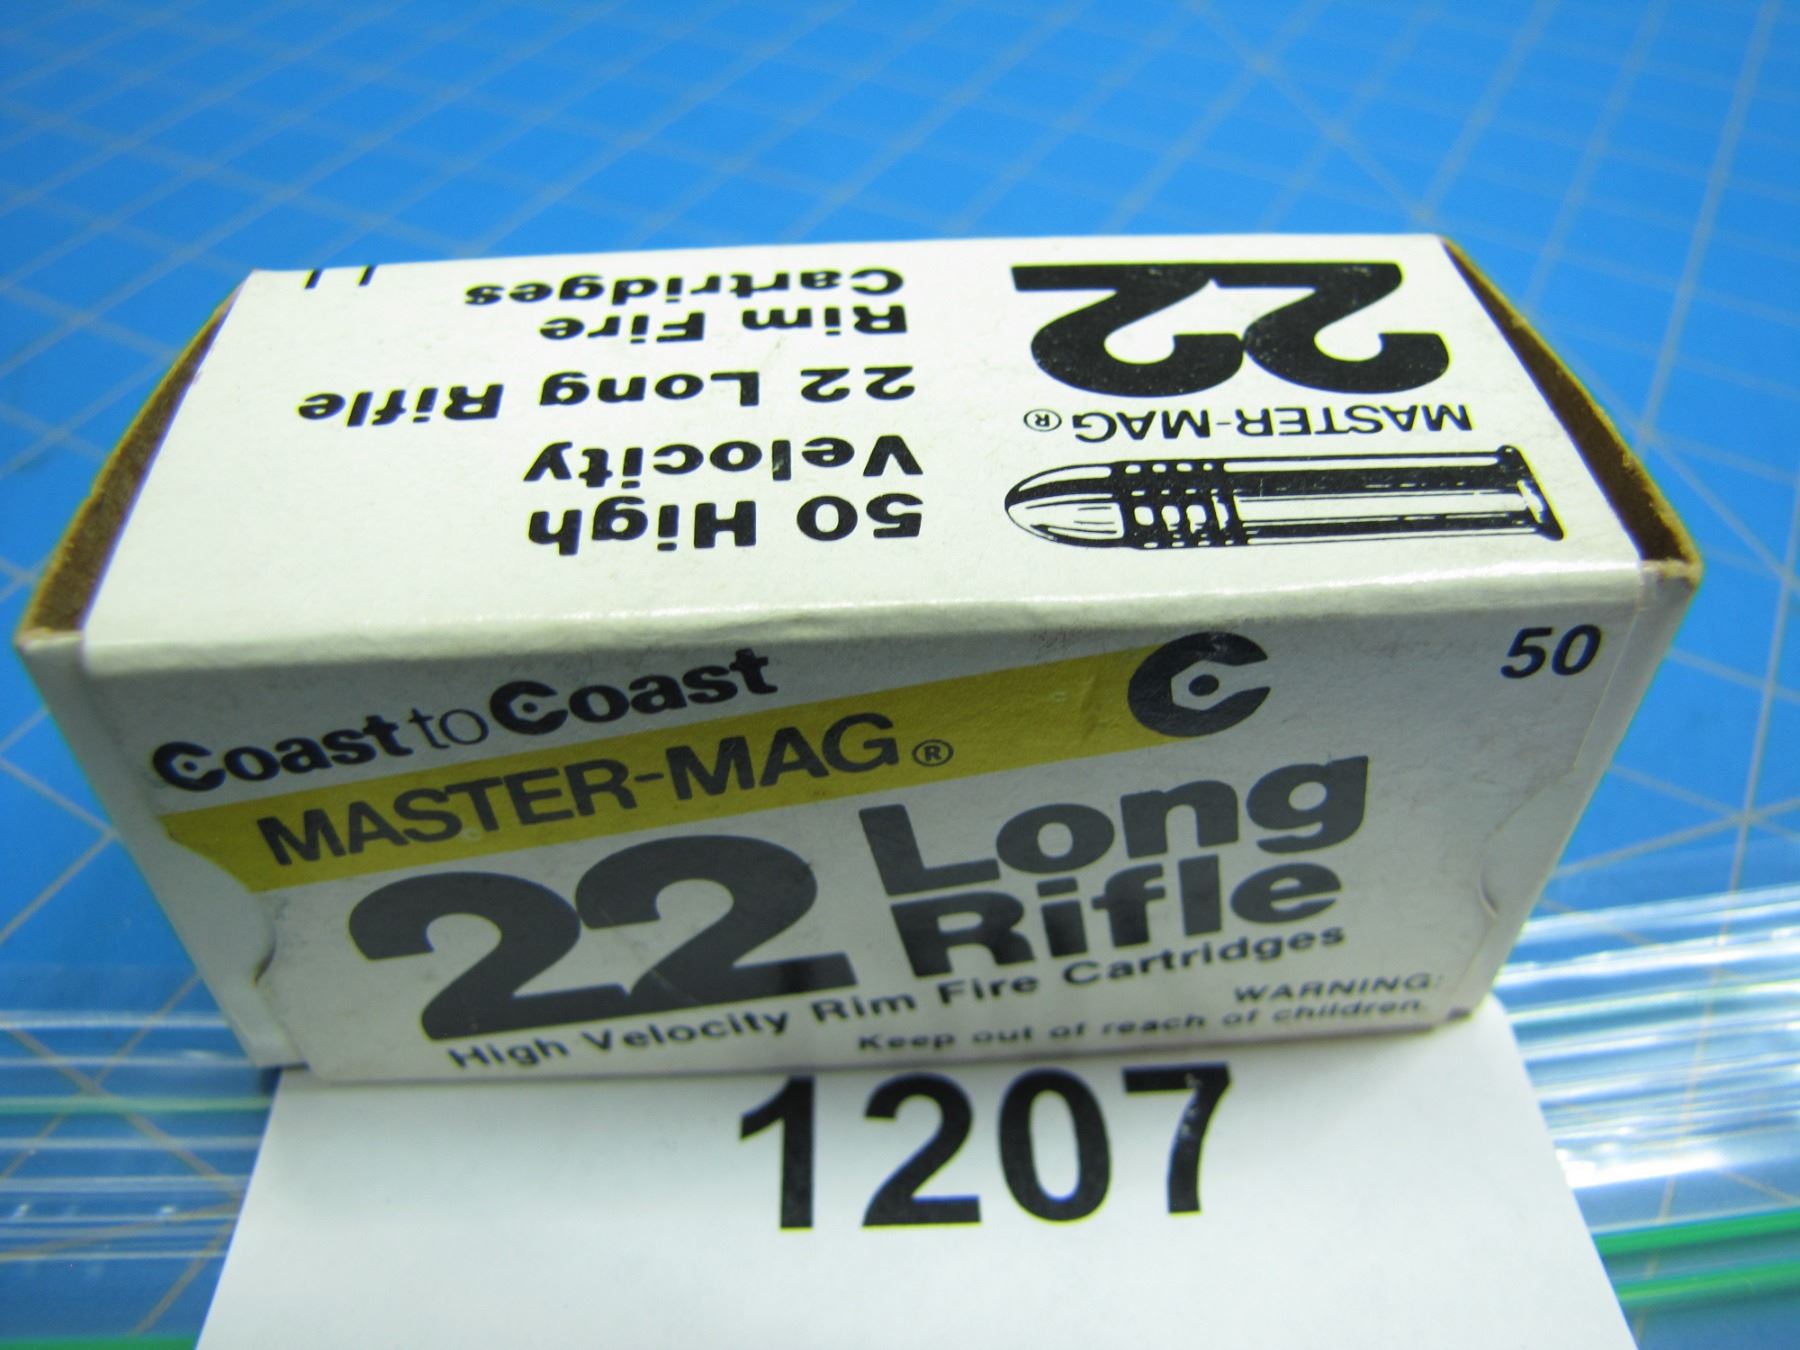 22
MASTER-MAG®
50 High
Velocity
22 Long Rifle
Rim Fire
Cartridges
Coast to Coast
MASTER-MAG®
C
50
22 Long
Rifle
High Velocity Rim Fire Cartridges
WARNING:
Keep out of reach of children.
1207